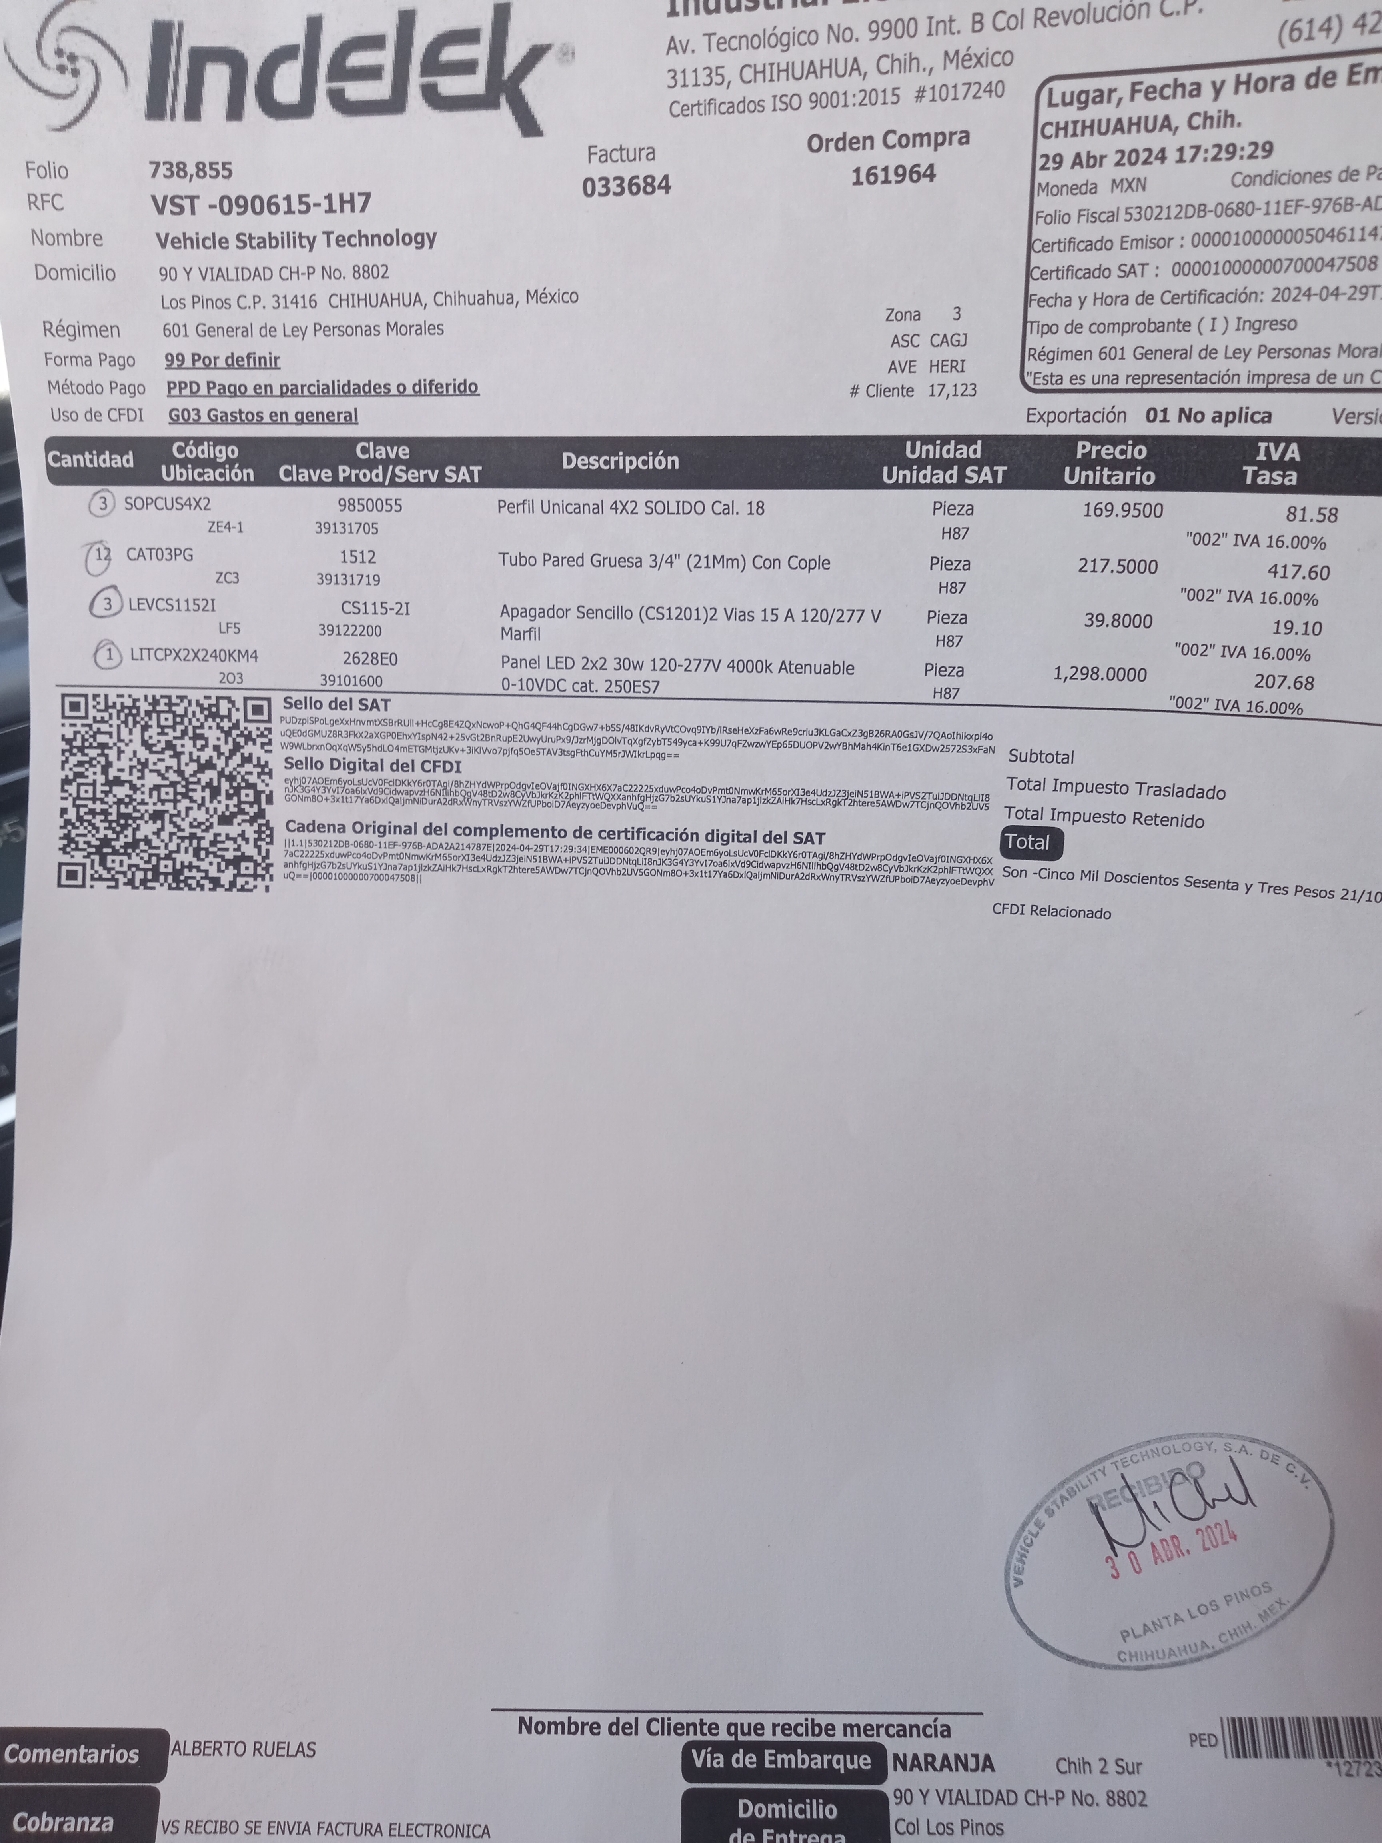 Indelek
Av. Tecnológico No. 9900 Int. B Col Revolución C.P.
31135, CHIHUAHUA, Chih., México
Certificados ISO 9001:2015 #1017240
(614) 42
Lugar, Fecha y Hora de Em
CHIHUAHUA, Chih.
29 Abr 2024 17:29:29
Moneda MXN Condiciones de Pa
Folio Fiscal 530212DB-0680-11EF-976B-AD
Certificado Emisor : 000010000005046114
Certificado SAT : 00001000000700047508
Fecha y Hora de Certificación: 2024-04-29T
Tipo de comprobante ( I ) Ingreso
Régimen 601 General de Ley Personas Moral
"Esta es una representación impresa de un C
Factura
033684
Orden Compra
161964
Folio 738,855
RFC VST -090615-1H7
Nombre Vehicle Stability Technology
Domicilio 90 Y VIALIDAD CH-P No. 8802
Los Pinos C.P. 31416 CHIHUAHUA, Chihuahua, México
Régimen 601 General de Ley Personas Morales
Forma Pago 99 Por definir
Método Pago PPD Pago en parcialidades o diferido
Uso de CFDI G03 Gastos en general
Zona 3
ASC CAGJ
AVE HERI
# Cliente 17,123
Exportación 01 No aplica Versi
Cantidad Código Ubicación Clave Clave Prod/Serv SAT Descripción Unidad Unidad SAT Precio Unitario IVA Tasa
3 SOPCUS4X2 9850055 Perfil Unicanal 4X2 SOLIDO Cal. 18 Pieza 169.9500 81.58
ZE4-1 39131705 H87 "002" IVA 16.00%
12 CAT03PG 1512 Tubo Pared Gruesa 3/4" (21Mm) Con Cople Pieza 217.5000 417.60
ZC3 39131719 H87 "002" IVA 16.00%
3 LEVCS1152I CS115-2I Apagador Sencillo (CS1201)2 Vias 15 A 120/277 V Pieza 39.8000 19.10
LF5 39122200 Marfil H87 "002" IVA 16.00%
1 LITCPX2X240KM4 2628E0 Panel LED 2x2 30w 120-277V 4000k Atenuable Pieza 1,298.0000 207.68
2O3 39101600 0-10VDC cat. 250ES7 H87 "002" IVA 16.00%
Sello del SAT
Sello Digital del CFDI
Cadena Original del complemento de certificación digital del SAT
uQ==|00001000000700047508||
Subtotal
Total Impuesto Trasladado
Total Impuesto Retenido
Total
Son -Cinco Mil Doscientos Sesenta y Tres Pesos 21/10
CFDI Relacionado
VEHICLE STABILITY TECHNOLOGY, S.A. DE C.V.
RECIBIDO
Michel
30 ABR. 2024
PLANTA LOS PINOS
CHIHUAHUA, CHIH. MEX.
Nombre del Cliente que recibe mercancía
Comentarios ALBERTO RUELAS
Vía de Embarque NARANJA Chih 2 Sur
PED
*12723
Cobranza VS RECIBO SE ENVIA FACTURA ELECTRONICA
Domicilio de Entrega 90 Y VIALIDAD CH-P No. 8802
Col Los Pinos